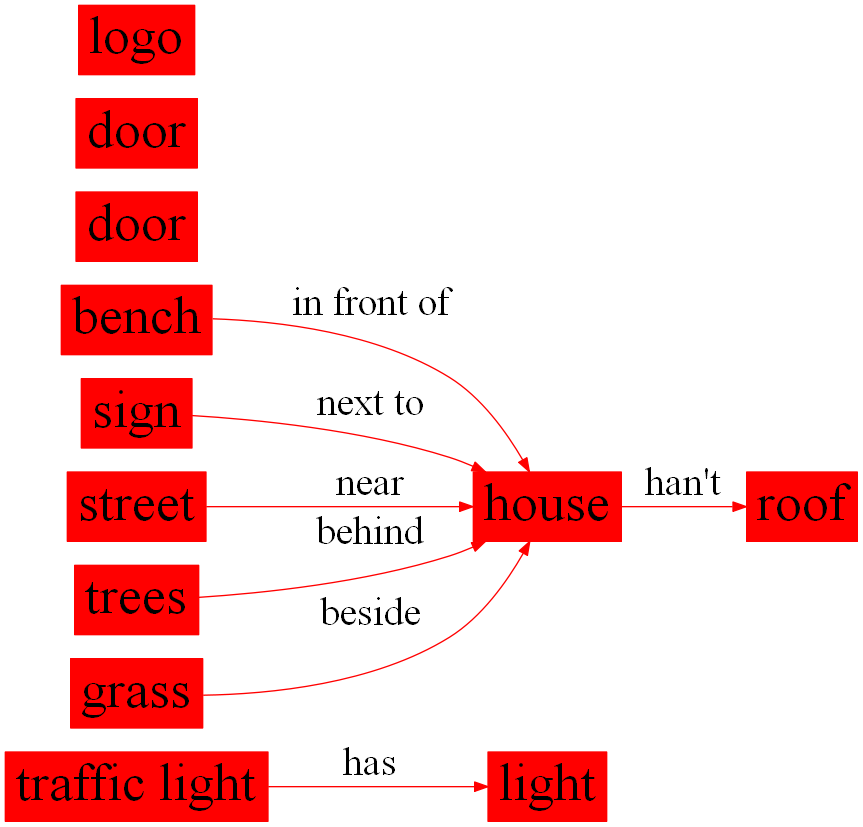 logo
door
door
bench
in front of
sign
next to
street
near
house
han't
roof
behind
trees
beside
grass
traffic light
has
light